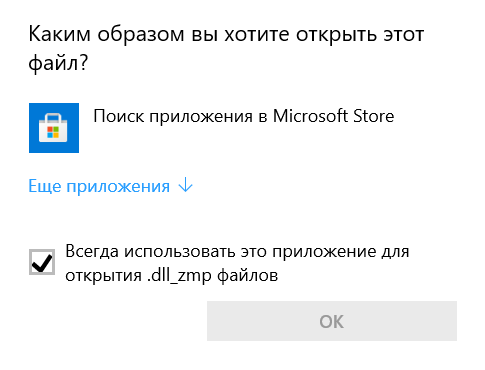 Каким образом вы хотите открыть этот
файл?
Поиск приложения в Microsoft Store
Еще приложения
Всегда использовать это приложение для
открытия .dll_zmp файлов
ОК